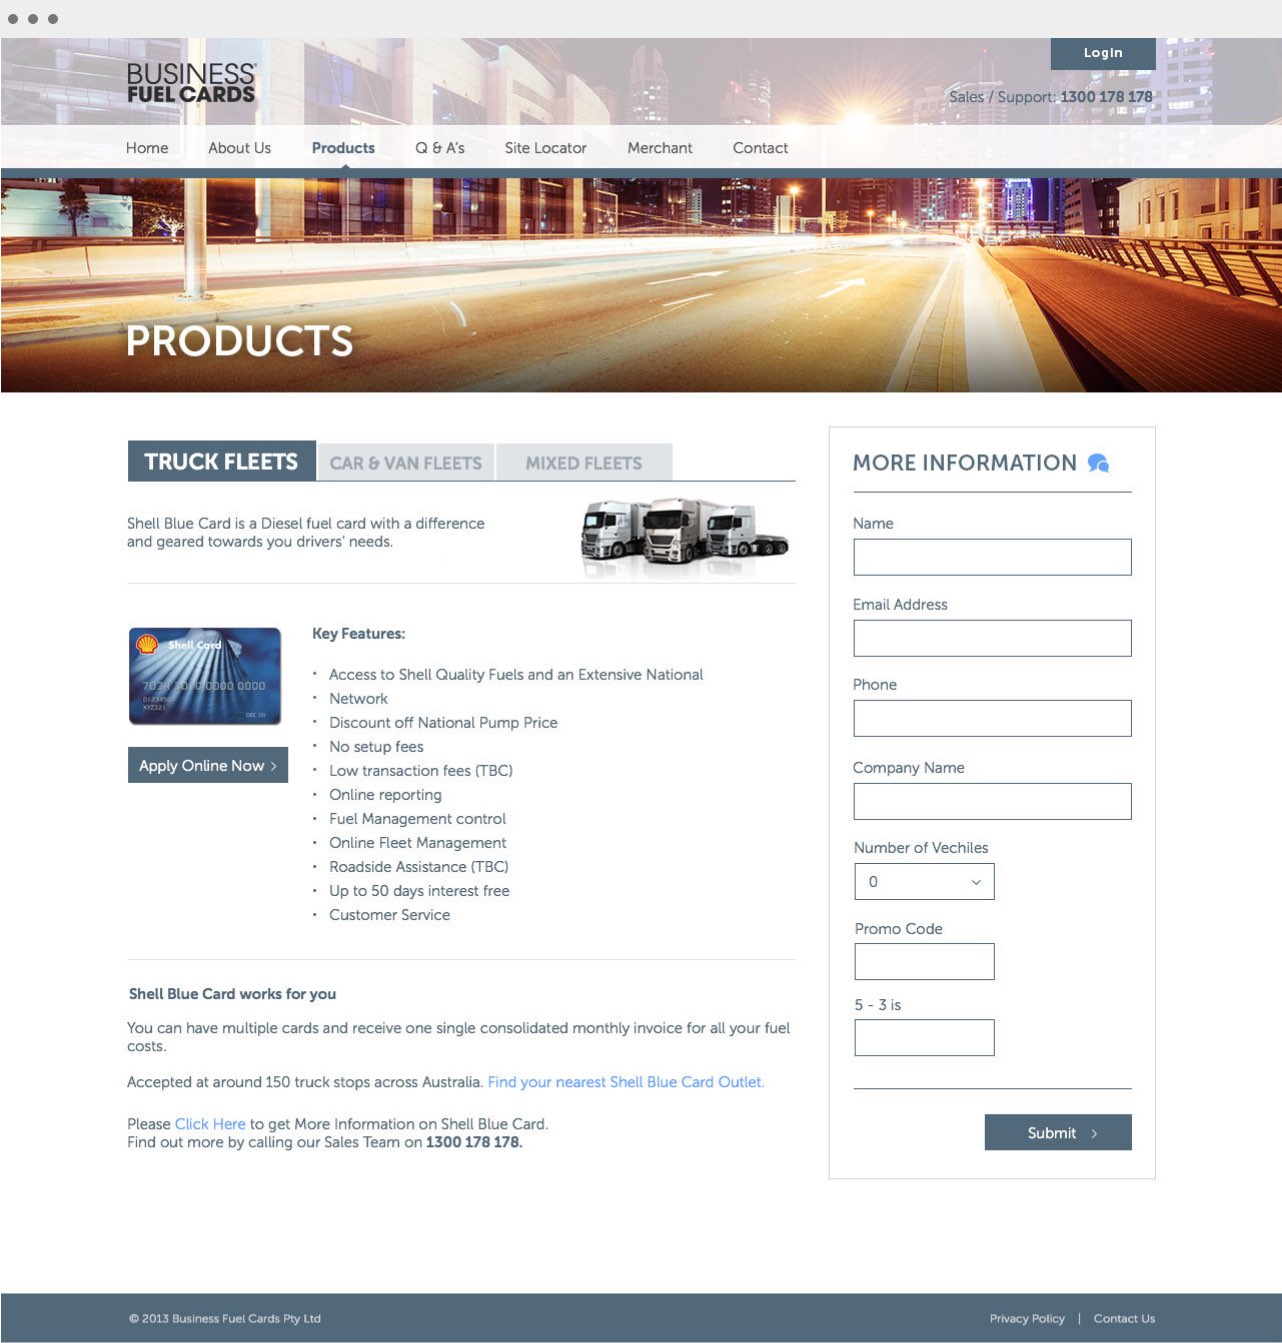 Login
BUSINESS
FUEL CARDS
Sales / Support: 1300 178 178
Home About Us Products Q & A's Site Locator Merchant Contact
PRODUCTS
TRUCK FLEETS CAR & VAN FLEETS MIXED FLEETS
Shell Blue Card is a Diesel fuel card with a difference
and geared towards you drivers' needs.
Shell Card
0000 0000
01234567
XYZ321
DEC 20
Apply Online Now >
Key Features:
• Access to Shell Quality Fuels and an Extensive National
• Network
• Discount off National Pump Price
• No setup fees
• Low transaction fees (TBC)
• Online reporting
• Fuel Management control
• Online Fleet Management
• Roadside Assistance (TBC)
• Up to 50 days interest free
• Customer Service
Shell Blue Card works for you
You can have multiple cards and receive one single consolidated monthly invoice for all your fuel
costs.
Accepted at around 150 truck stops across Australia. Find your nearest Shell Blue Card Outlet.
Please Click Here to get More Information on Shell Blue Card.
Find out more by calling our Sales Team on 1300 178 178.
MORE INFORMATION
Name
Email Address
Phone
Company Name
Number of Vechiles
0
Promo Code
5 - 3 is
Submit >
© 2013 Business Fuel Cards Pty Ltd
Privacy Policy | Contact Us